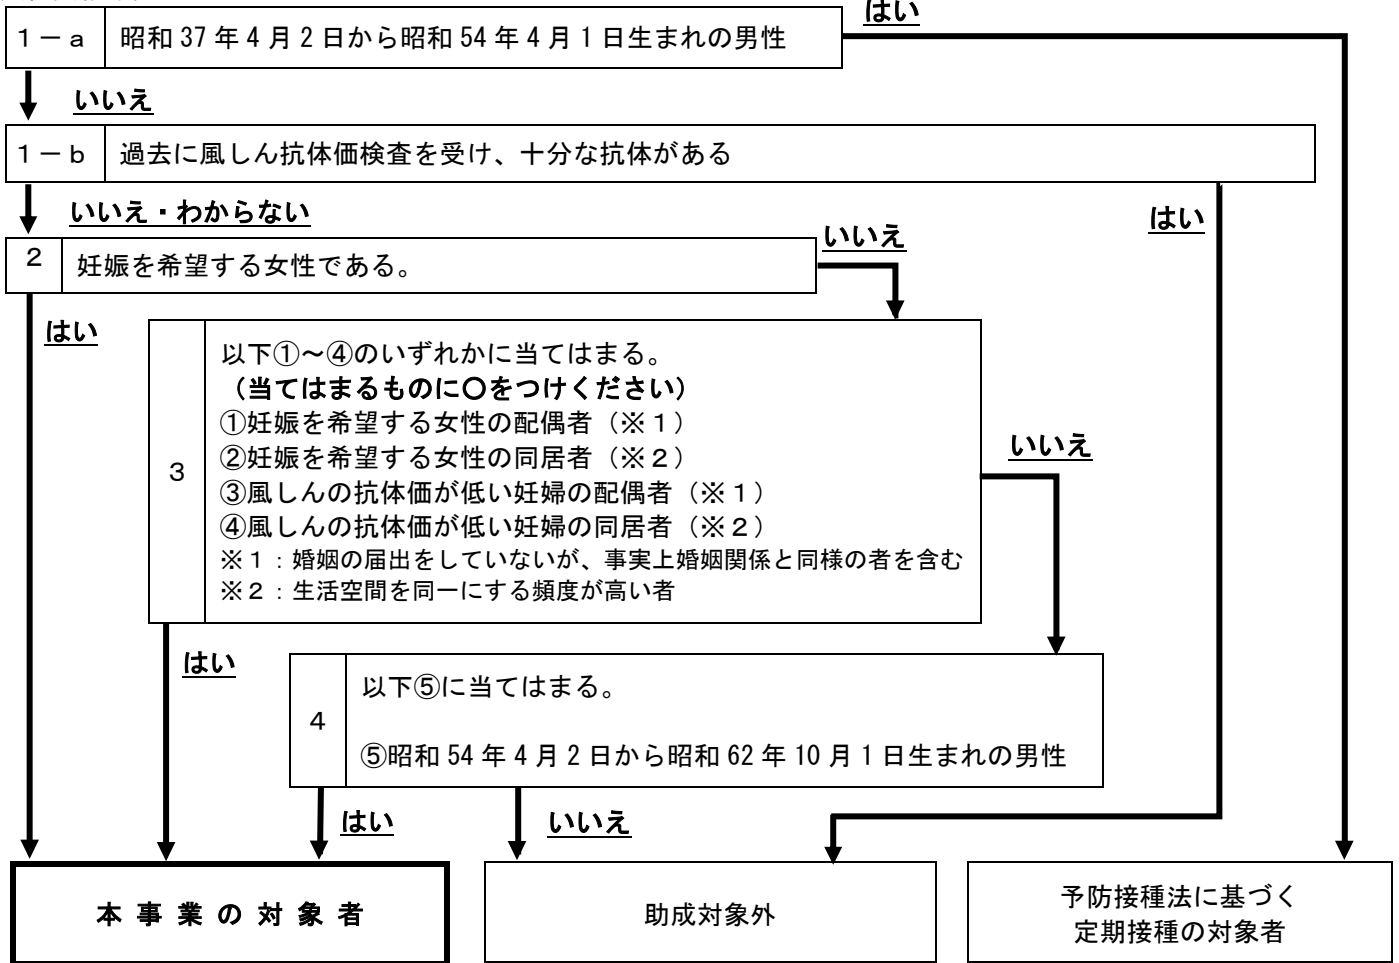 はい
1－a 昭和 37 年 4 月 2 日から昭和 54 年 4 月 1 日生まれの男性
いいえ
1－b 過去に風しん抗体価検査を受け、十分な抗体がある
いいえ・わからない
はい
いいえ
2 妊娠を希望する女性である。
はい
以下①～④のいずれかに当てはまる。
（当てはまるものに〇をつけください）
①妊娠を希望する女性の配偶者（※１）
②妊娠を希望する女性の同居者（※２）
いいえ
3
③風しんの抗体価が低い妊婦の配偶者（※１）
④風しんの抗体価が低い妊婦の同居者（※２）
※１：婚姻の届出をしていないが、事実上婚姻関係と同様の者を含む
※２：生活空間を同一にする頻度が高い者
はい
以下⑤に当てはまる。
4
⑤昭和 54 年 4 月 2 日から昭和 62 年 10 月 1 日生まれの男性
はい
いいえ
本事業の対象者
助成対象外
予防接種法に基づく
定期接種の対象者